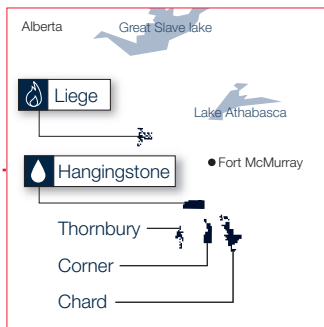 Alberta
Great Slave lake
Liege
Lake Athabasca
Hangingstone
Fort McMurray
Thornbury
Corner
Chard